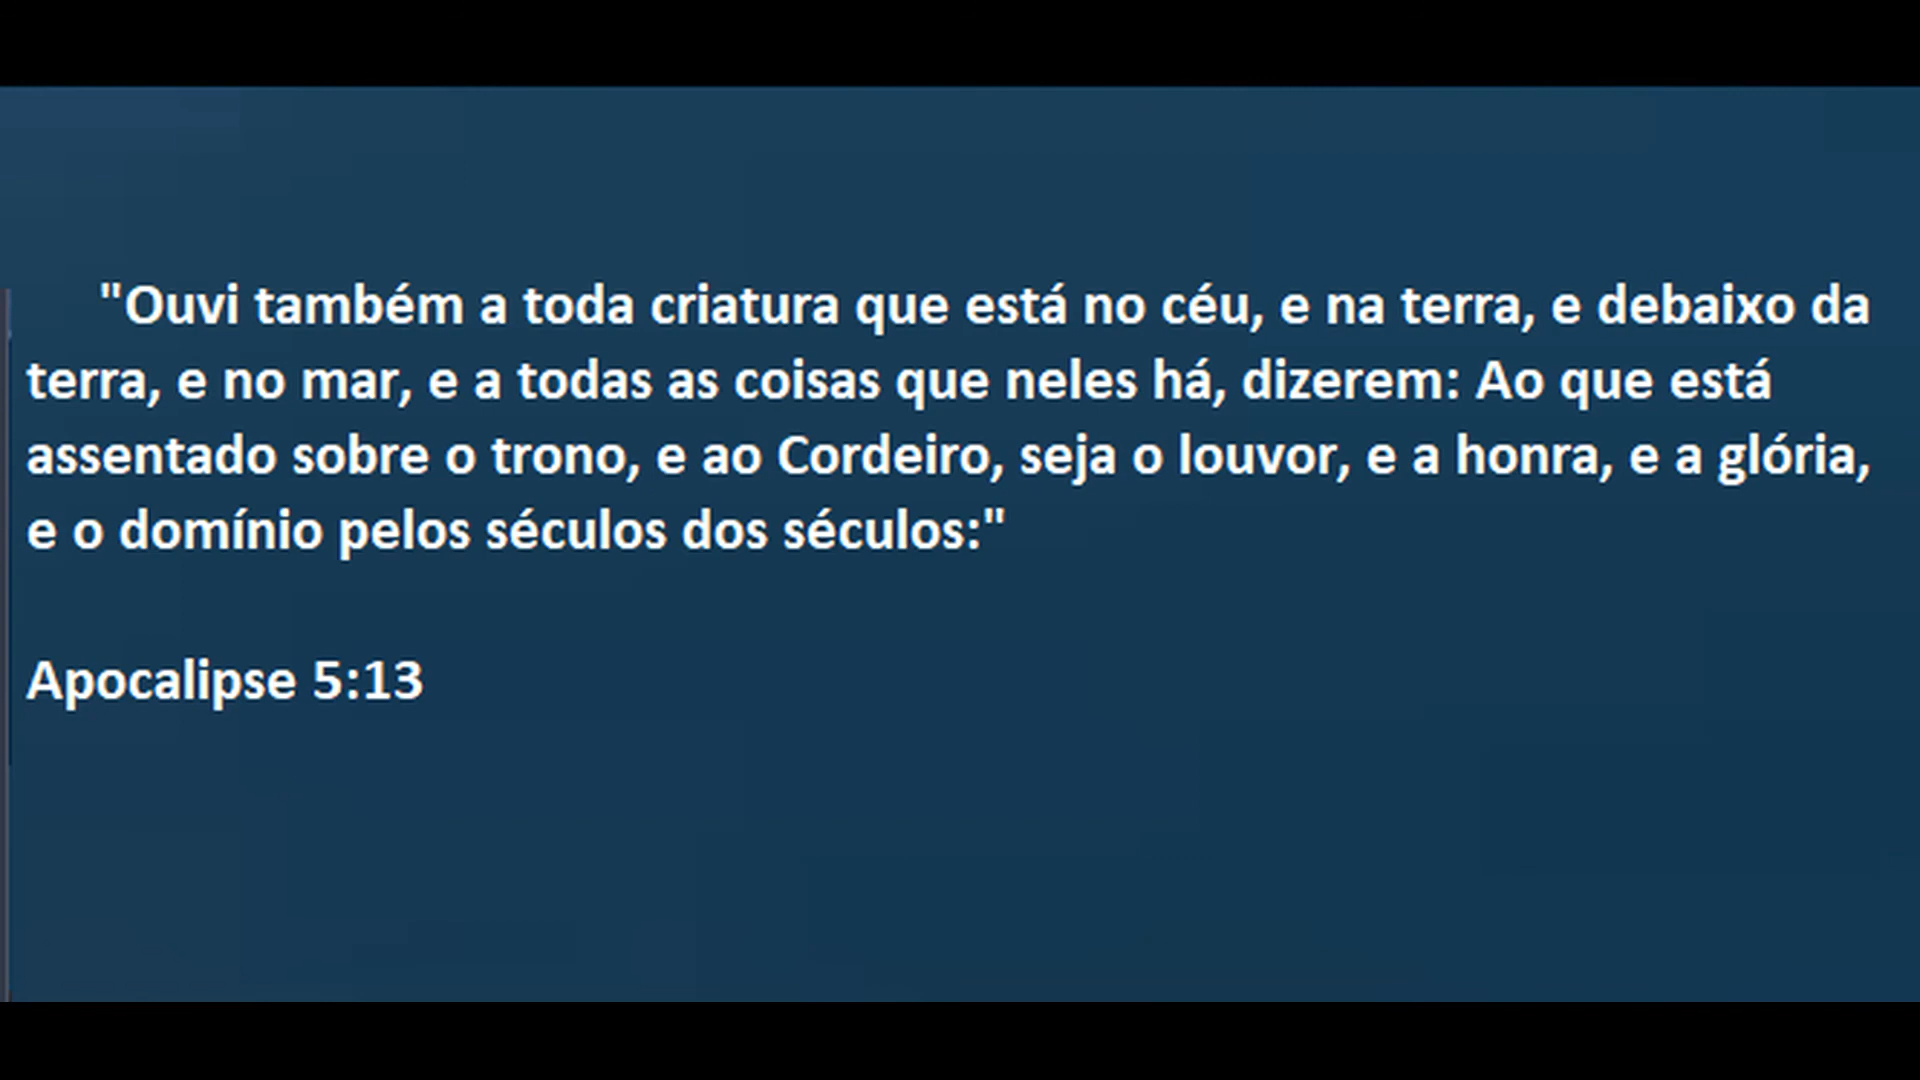 "Ouvi também a toda criatura que está no céu, e na terra, e debaixo da
terra, e no mar, e a todas as coisas que neles há, dizerem: Ao que está
assentado sobre o trono, e ao Cordeiro, seja o louvor, e a honra, e a glória,
e o domínio pelos séculos dos séculos:"
Apocalipse 5:13